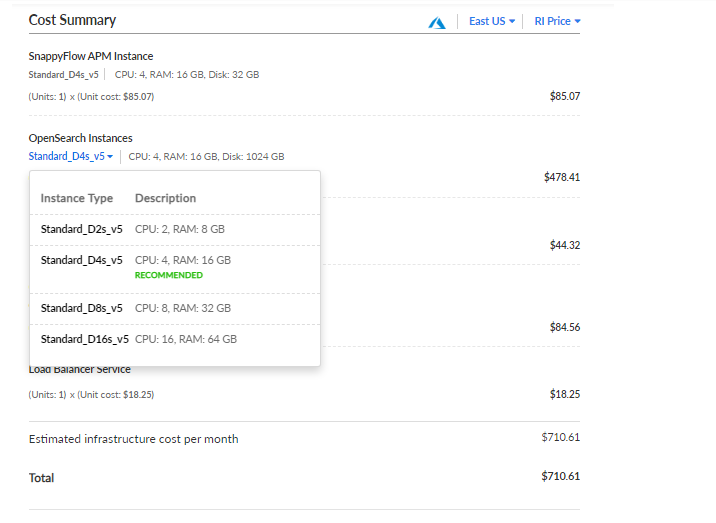 Cost Summary
East US
RI Price
SnappyFlow APM Instance
Standard_D4s_v5 | CPU: 4, RAM: 16 GB, Disk: 32 GB
(Units: 1) x (Unit cost: $85.07)
$85.07
OpenSearch Instances
Standard_D4s_v5 | CPU: 4, RAM: 16 GB, Disk: 1024 GB
$478.41
Instance Type Description
Standard_D2s_v5 CPU: 2, RAM: 8 GB
Standard_D4s_v5 CPU: 4, RAM: 16 GB
RECOMMENDED
$44.32
Standard_D8s_v5 CPU: 8, RAM: 32 GB
$84.56
Standard_D16s_v5 CPU: 16, RAM: 64 GB
Load Balancer Service
(Units: 1) x (Unit cost: $18.25)
$18.25
Estimated infrastructure cost per month
$710.61
Total
$710.61